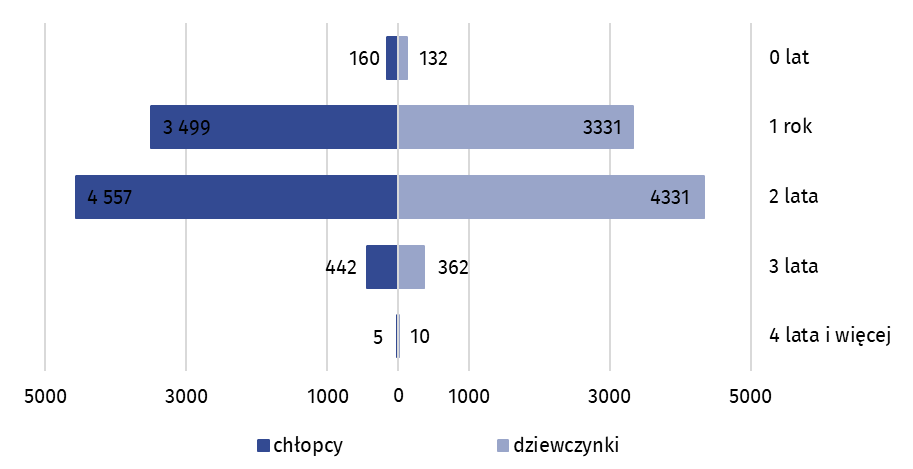 160 132 0 lat
3 499 3331 1 rok
4 557 4331 2 lata
442 362 3 lata
5 10 4 lata i więcej
5000 3000 1000 0 1000 3000 5000
chłopcy dziewczynki